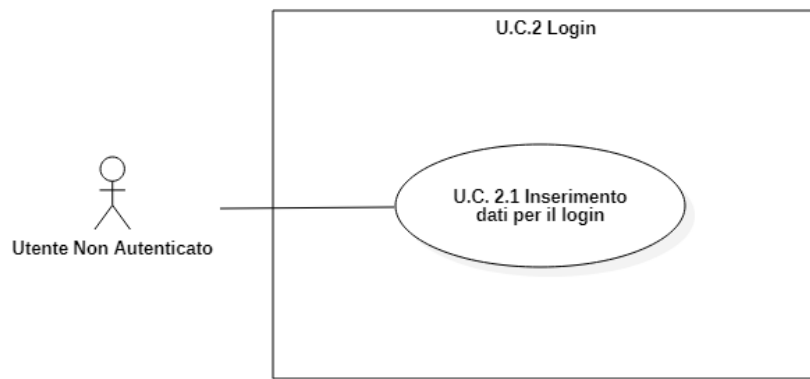 U.C.2 Login
U.C. 2.1 Inserimento
dati per il login
Utente Non Autenticato